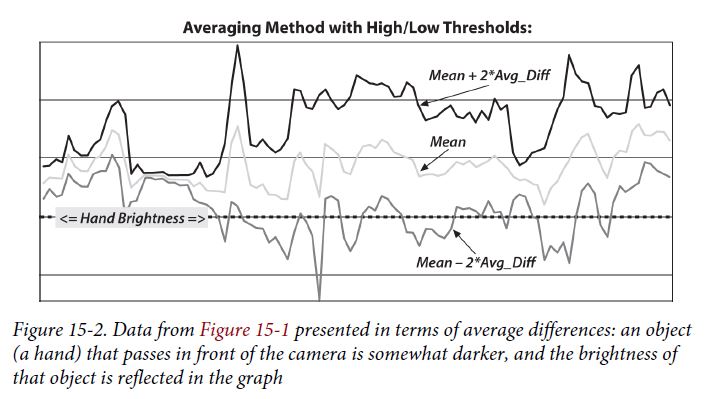 Averaging Method with High/Low Thresholds:
Mean + 2*Avg_Diff
Mean
<= Hand Brightness =>
Mean – 2*Avg_Diff
Figure 15-2. Data from Figure 15-1 presented in terms of average differences: an object
(a hand) that passes in front of the camera is somewhat darker, and the brightness of
that object is reflected in the graph